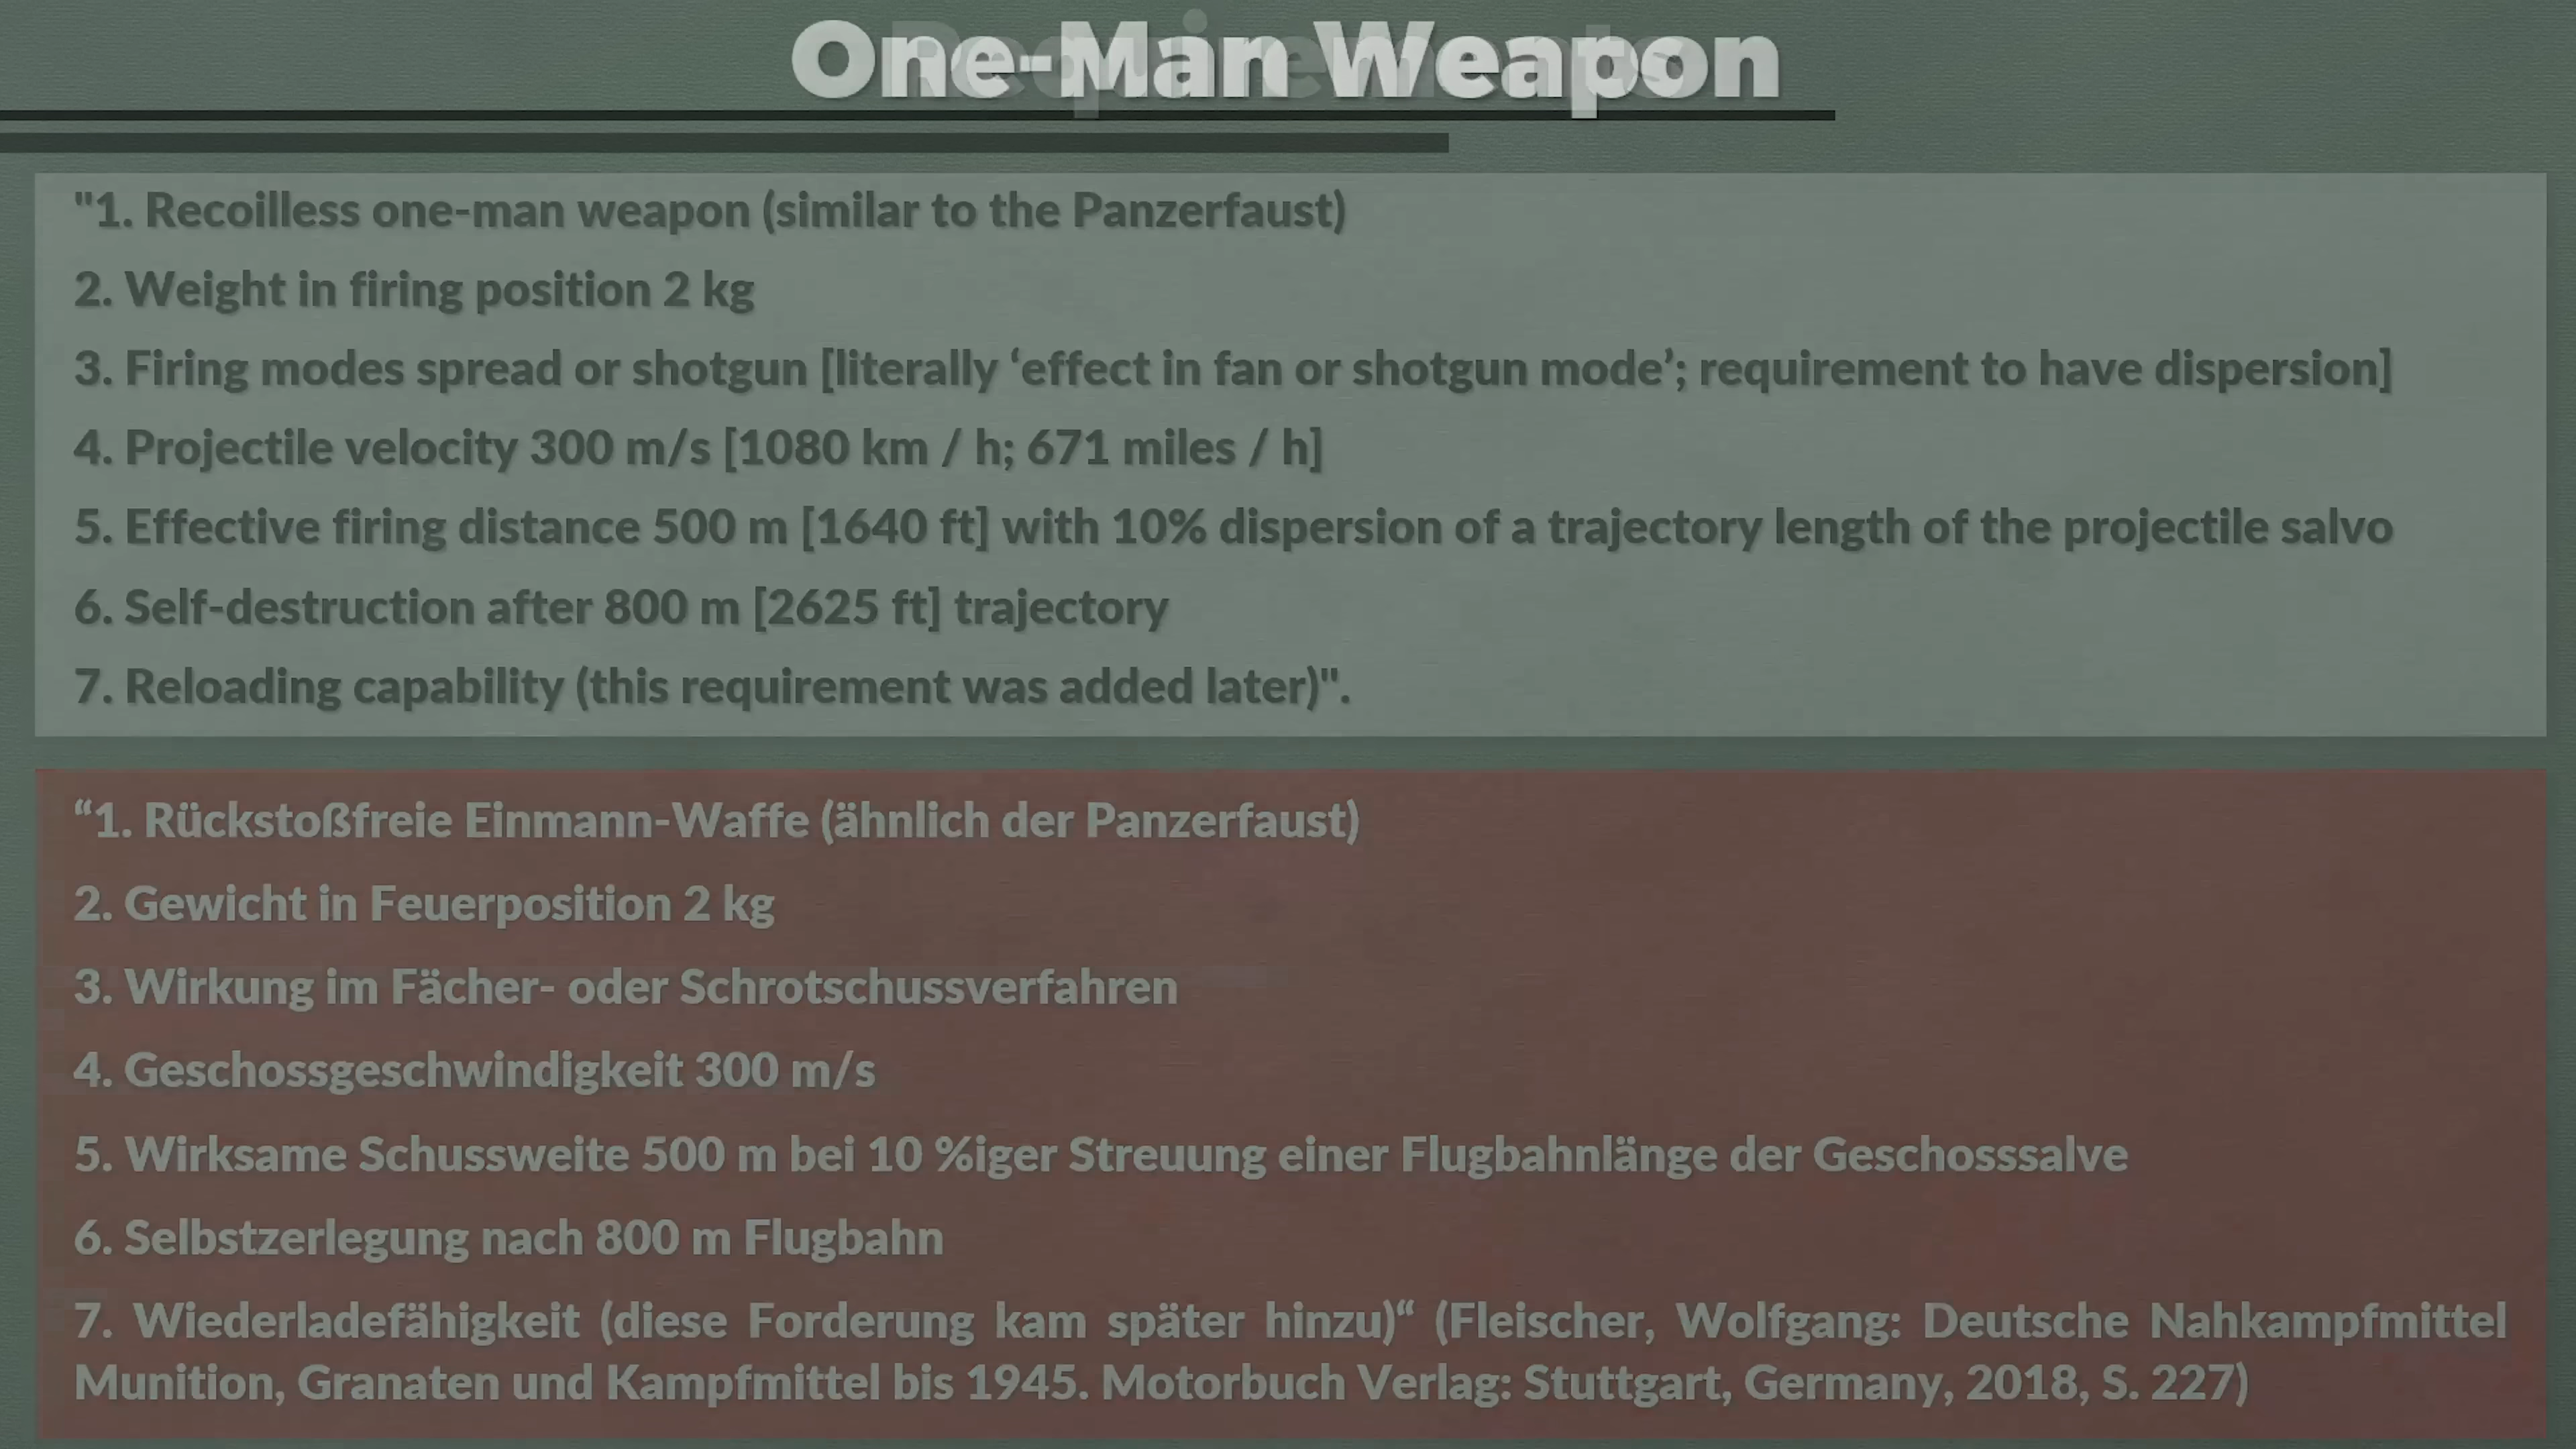 One-Man Weapon
Requirements
"1. Recoilless one-man weapon (similar to the Panzerfaust)
2. Weight in firing position 2 kg
3. Firing modes spread or shotgun [literally ‘effect in fan or shotgun mode’; requirement to have dispersion]
4. Projectile velocity 300 m/s [1080 km / h; 671 miles / h]
5. Effective firing distance 500 m [1640 ft] with 10% dispersion of a trajectory length of the projectile salvo
6. Self-destruction after 800 m [2625 ft] trajectory
7. Reloading capability (this requirement was added later)".
“1. Rückstoßfreie Einmann-Waffe (ähnlich der Panzerfaust)
2. Gewicht in Feuerposition 2 kg
3. Wirkung im Fächer- oder Schrotschussverfahren
4. Geschossgeschwindigkeit 300 m/s
5. Wirksame Schussweite 500 m bei 10 %iger Streuung einer Flugbahnlänge der Geschosssalve
6. Selbstzerlegung nach 800 m Flugbahn
7. Wiederladefähigkeit (diese Forderung kam später hinzu)“ (Fleischer, Wolfgang: Deutsche Nahkampfmittel
Munition, Granaten und Kampfmittel bis 1945. Motorbuch Verlag: Stuttgart, Germany, 2018, S. 227)